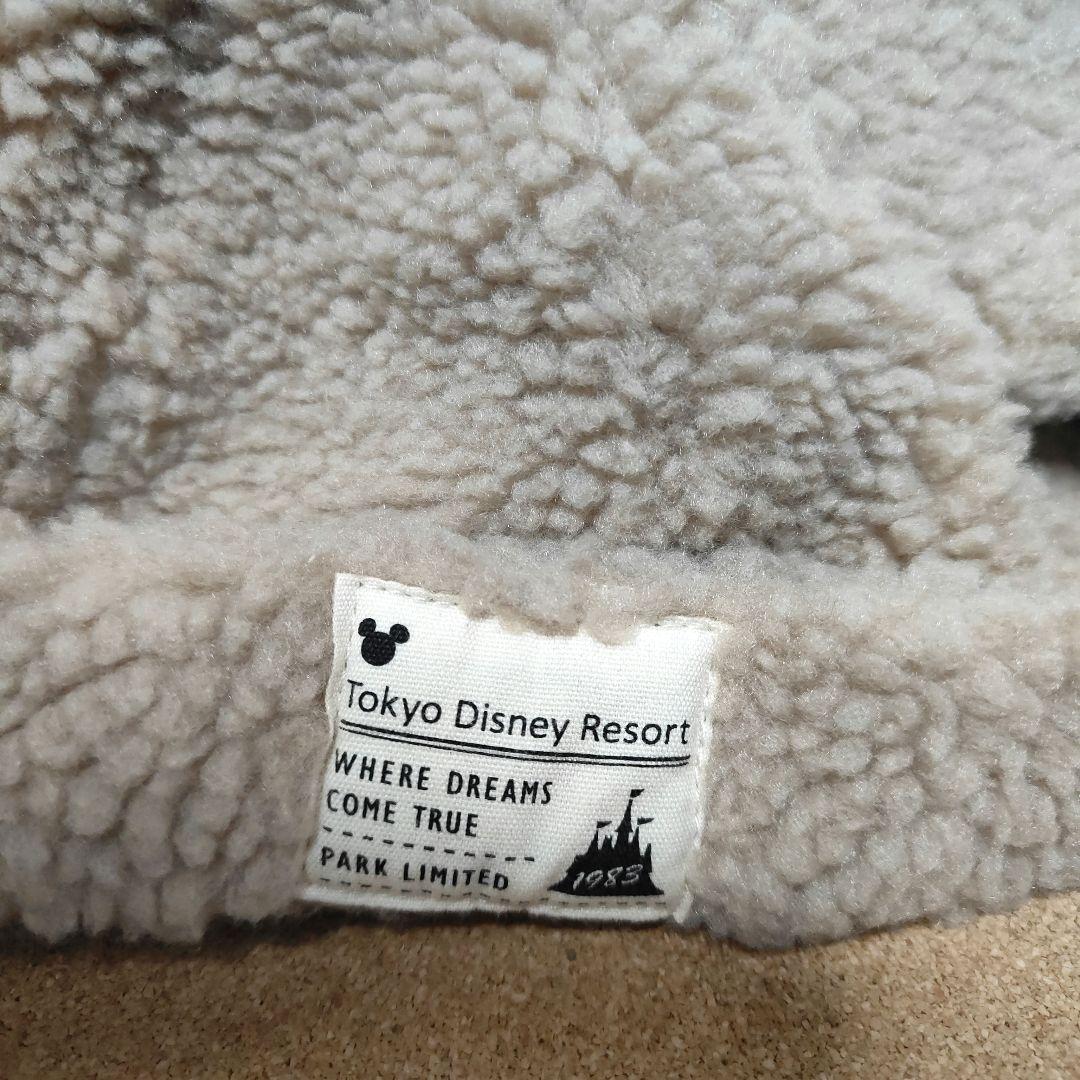 Tokyo Disney Resort
WHERE DREAMS
COME TRUE
PARK LIMITED
1983